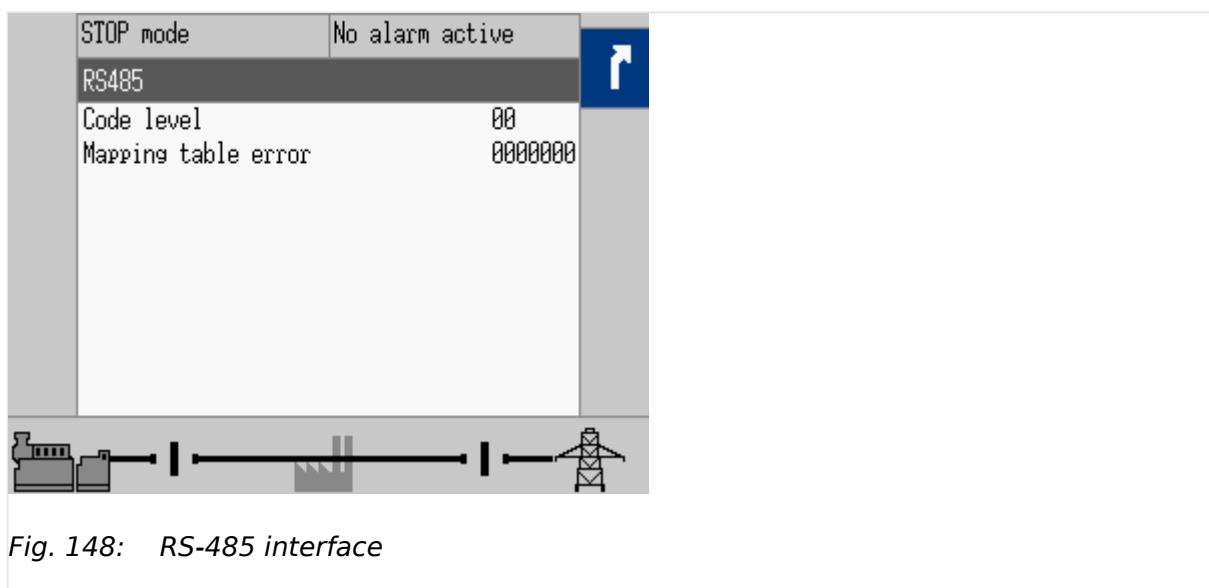 STOP mode No alarm active
RS485
Code level 00
Mapping table error 0000000
Fig. 148: RS-485 interface